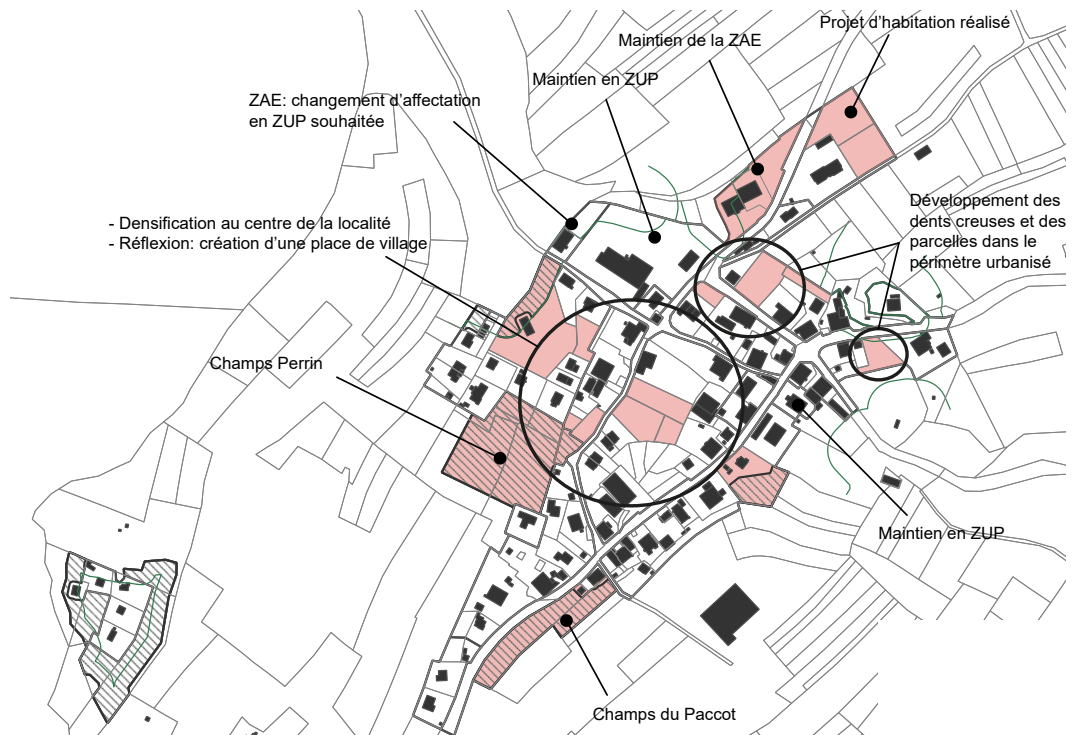 Projet d'habitation réalisé
Maintien de la ZAE
Maintien en ZUP
ZAE: changement d'affectation
en ZUP souhaitée
- Densification au centre de la localité
- Réflexion: création d'une place de village
Développement des
dents creuses et des
parcelles dans le
périmètre urbanisé
Champs Perrin
Maintien en ZUP
Champs du Paccot